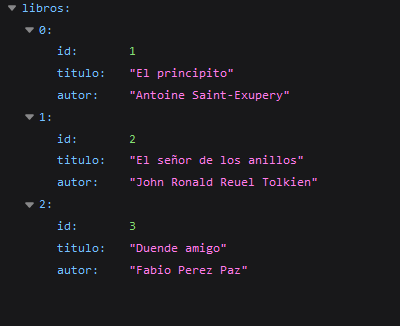 libros:
0:
id: 1
titulo: "El principito"
autor: "Antoine Saint-Exupery"
1:
id: 2
titulo: "El señor de los anillos"
autor: "John Ronald Reuel Tolkien"
2:
id: 3
titulo: "Duende amigo"
autor: "Fabio Perez Paz"